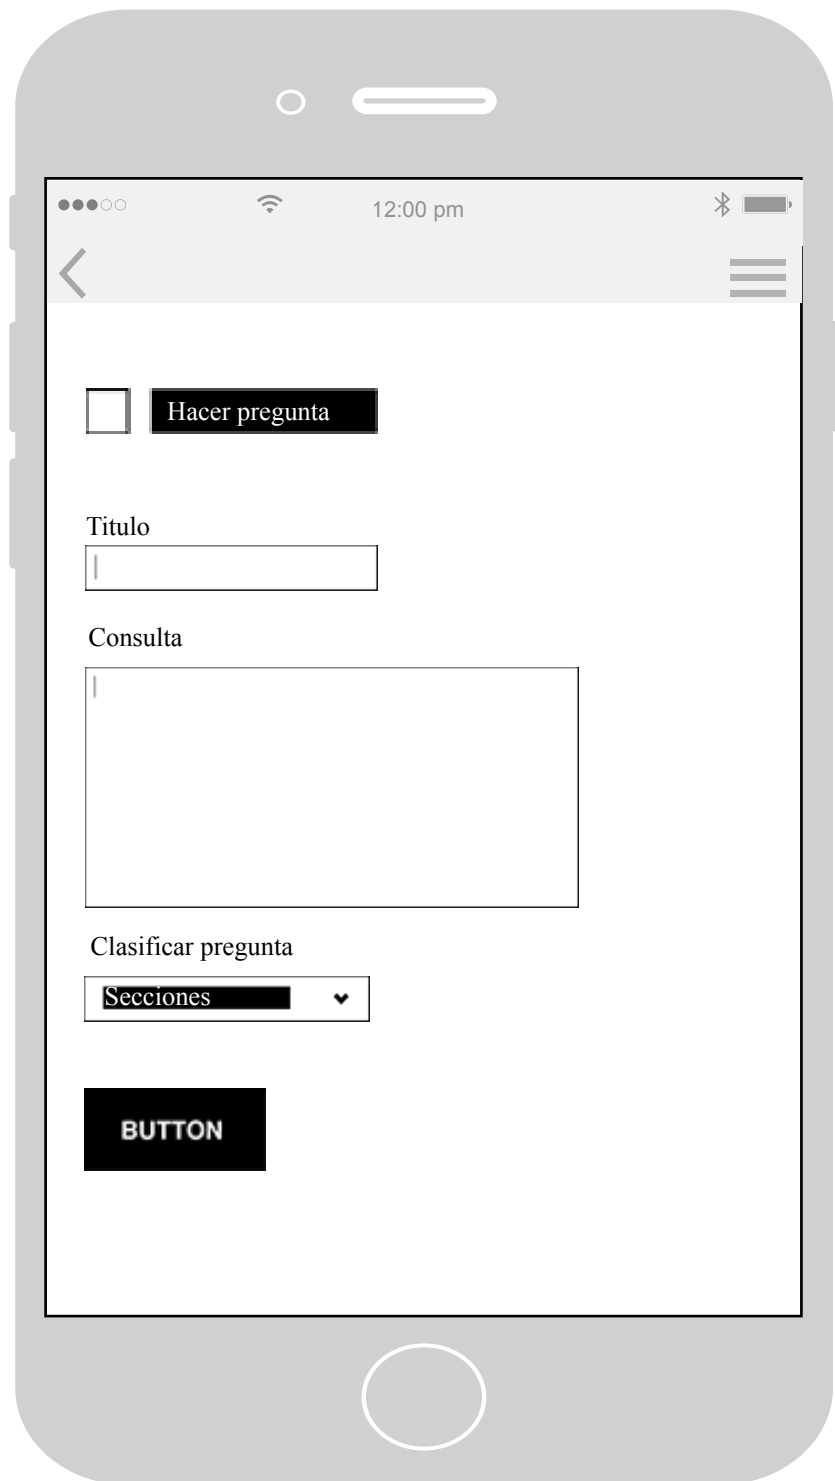 12:00 pm
Hacer pregunta
Titulo
Consulta
Clasificar pregunta
Secciones
BUTTON